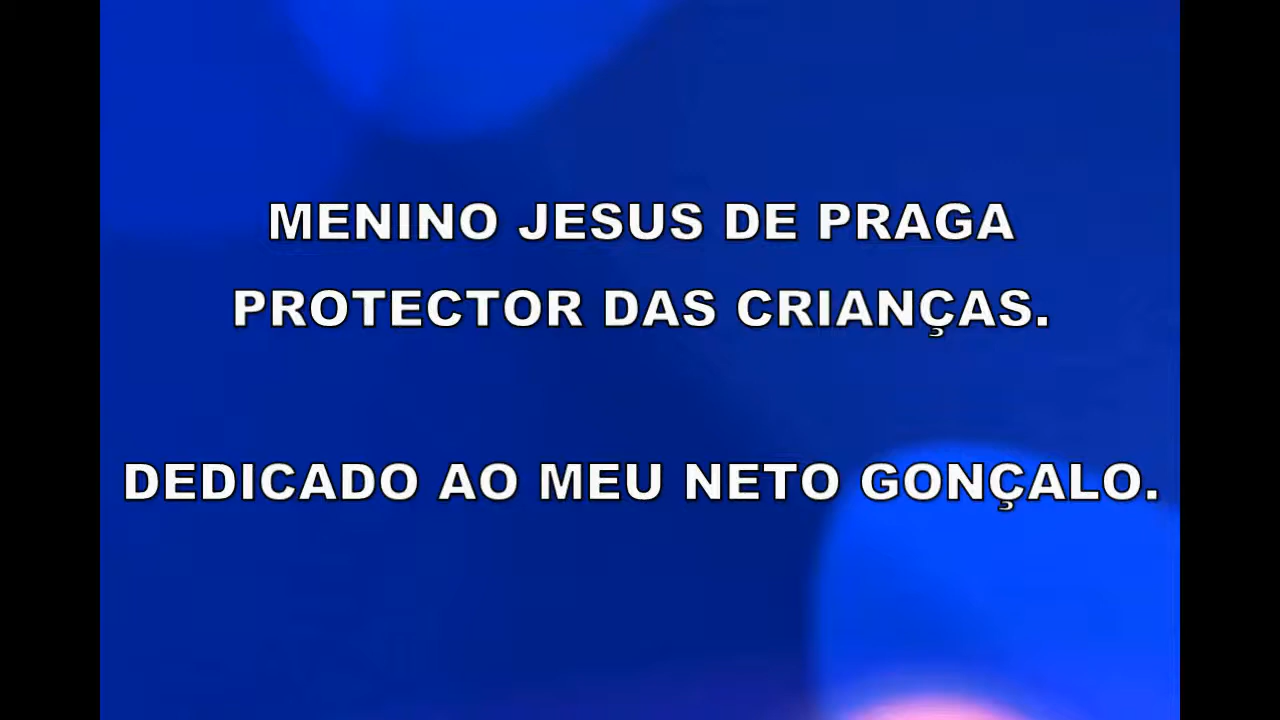 MENINO JESUS DE PRAGA
PROTECTOR DAS CRIANÇAS.
DEDICADO AO MEU NETO GONÇALO.